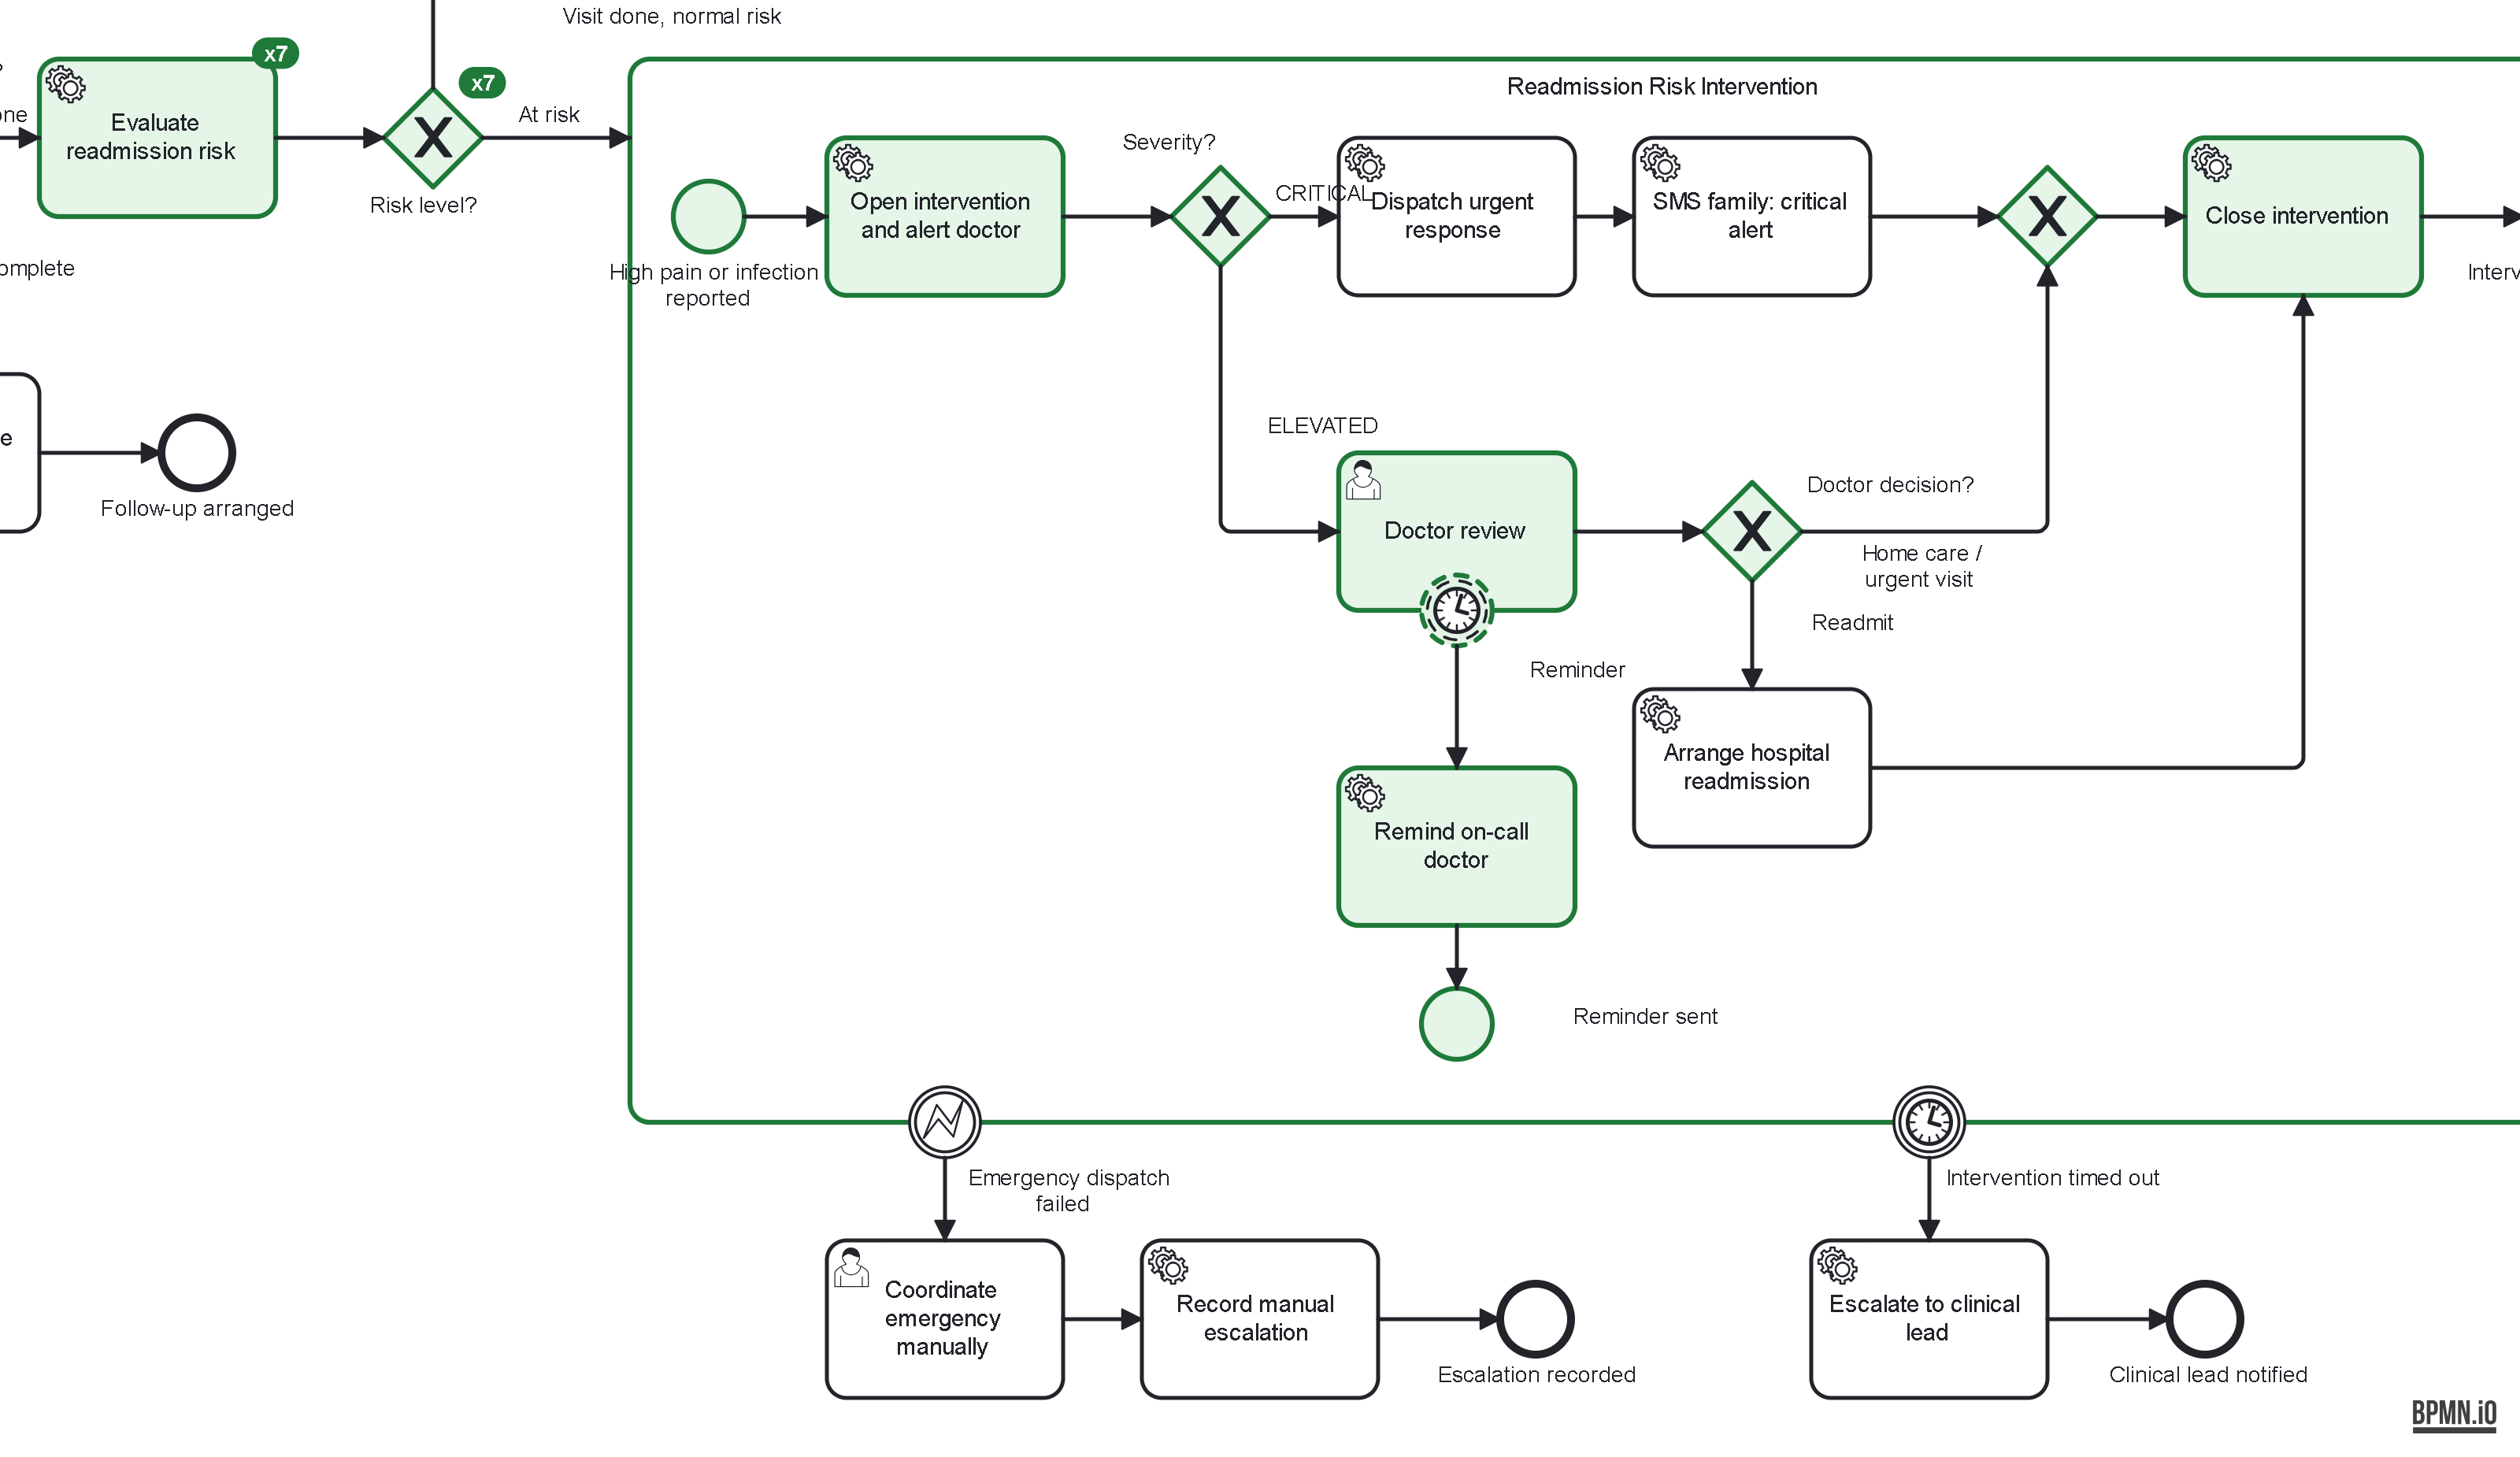 Visit done, normal risk
x7
Evaluate
readmission risk
x7
At risk
Risk level?
one
omplete
e
Follow-up arranged
Readmission Risk Intervention
High pain or infection
reported
Open intervention
and alert doctor
Severity?
CRITICAL
Dispatch urgent
response
SMS family: critical
alert
Close intervention
Interv
ELEVATED
Doctor review
Doctor decision?
Home care /
urgent visit
Readmit
Reminder
Arrange hospital
readmission
Remind on-call
doctor
Reminder sent
Emergency dispatch
failed
Intervention timed out
Coordinate
emergency
manually
Record manual
escalation
Escalation recorded
Escalate to clinical
lead
Clinical lead notified
BPMN.iO